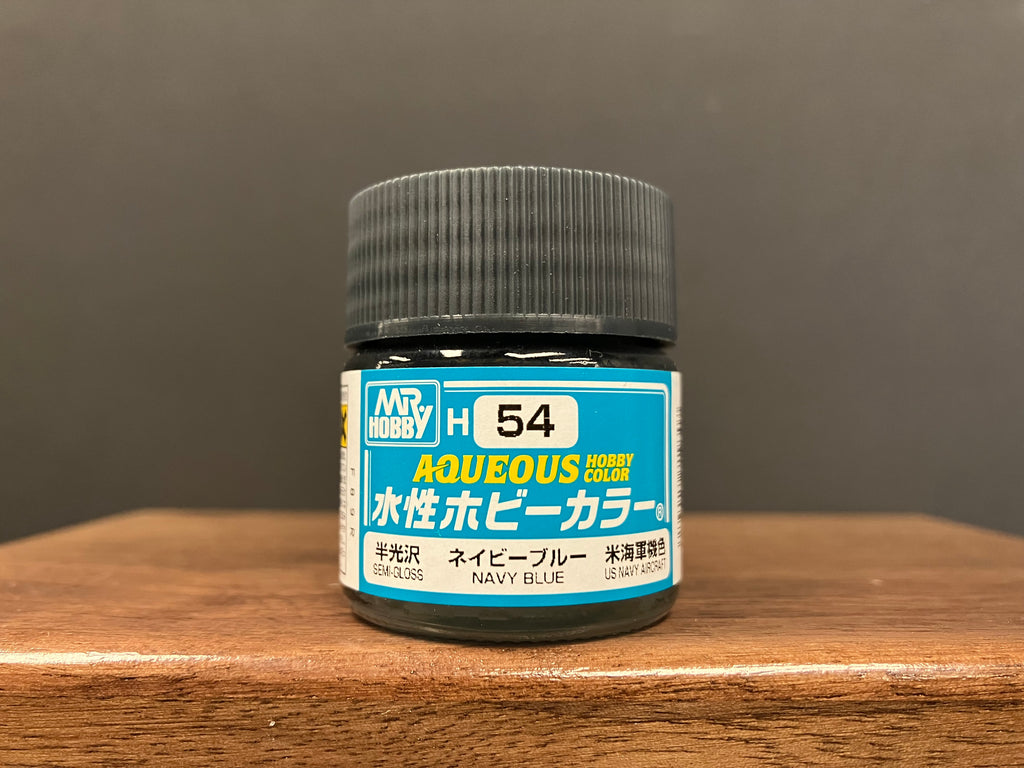 MR HOBBY
H 54
AQUEOUS HOBBY COLOR
水性ホビーカラー®
半光沢 ネイビーブルー 米海軍機色
SEMI-GLOSS NAVY BLUE US NAVY AIRCRAFT